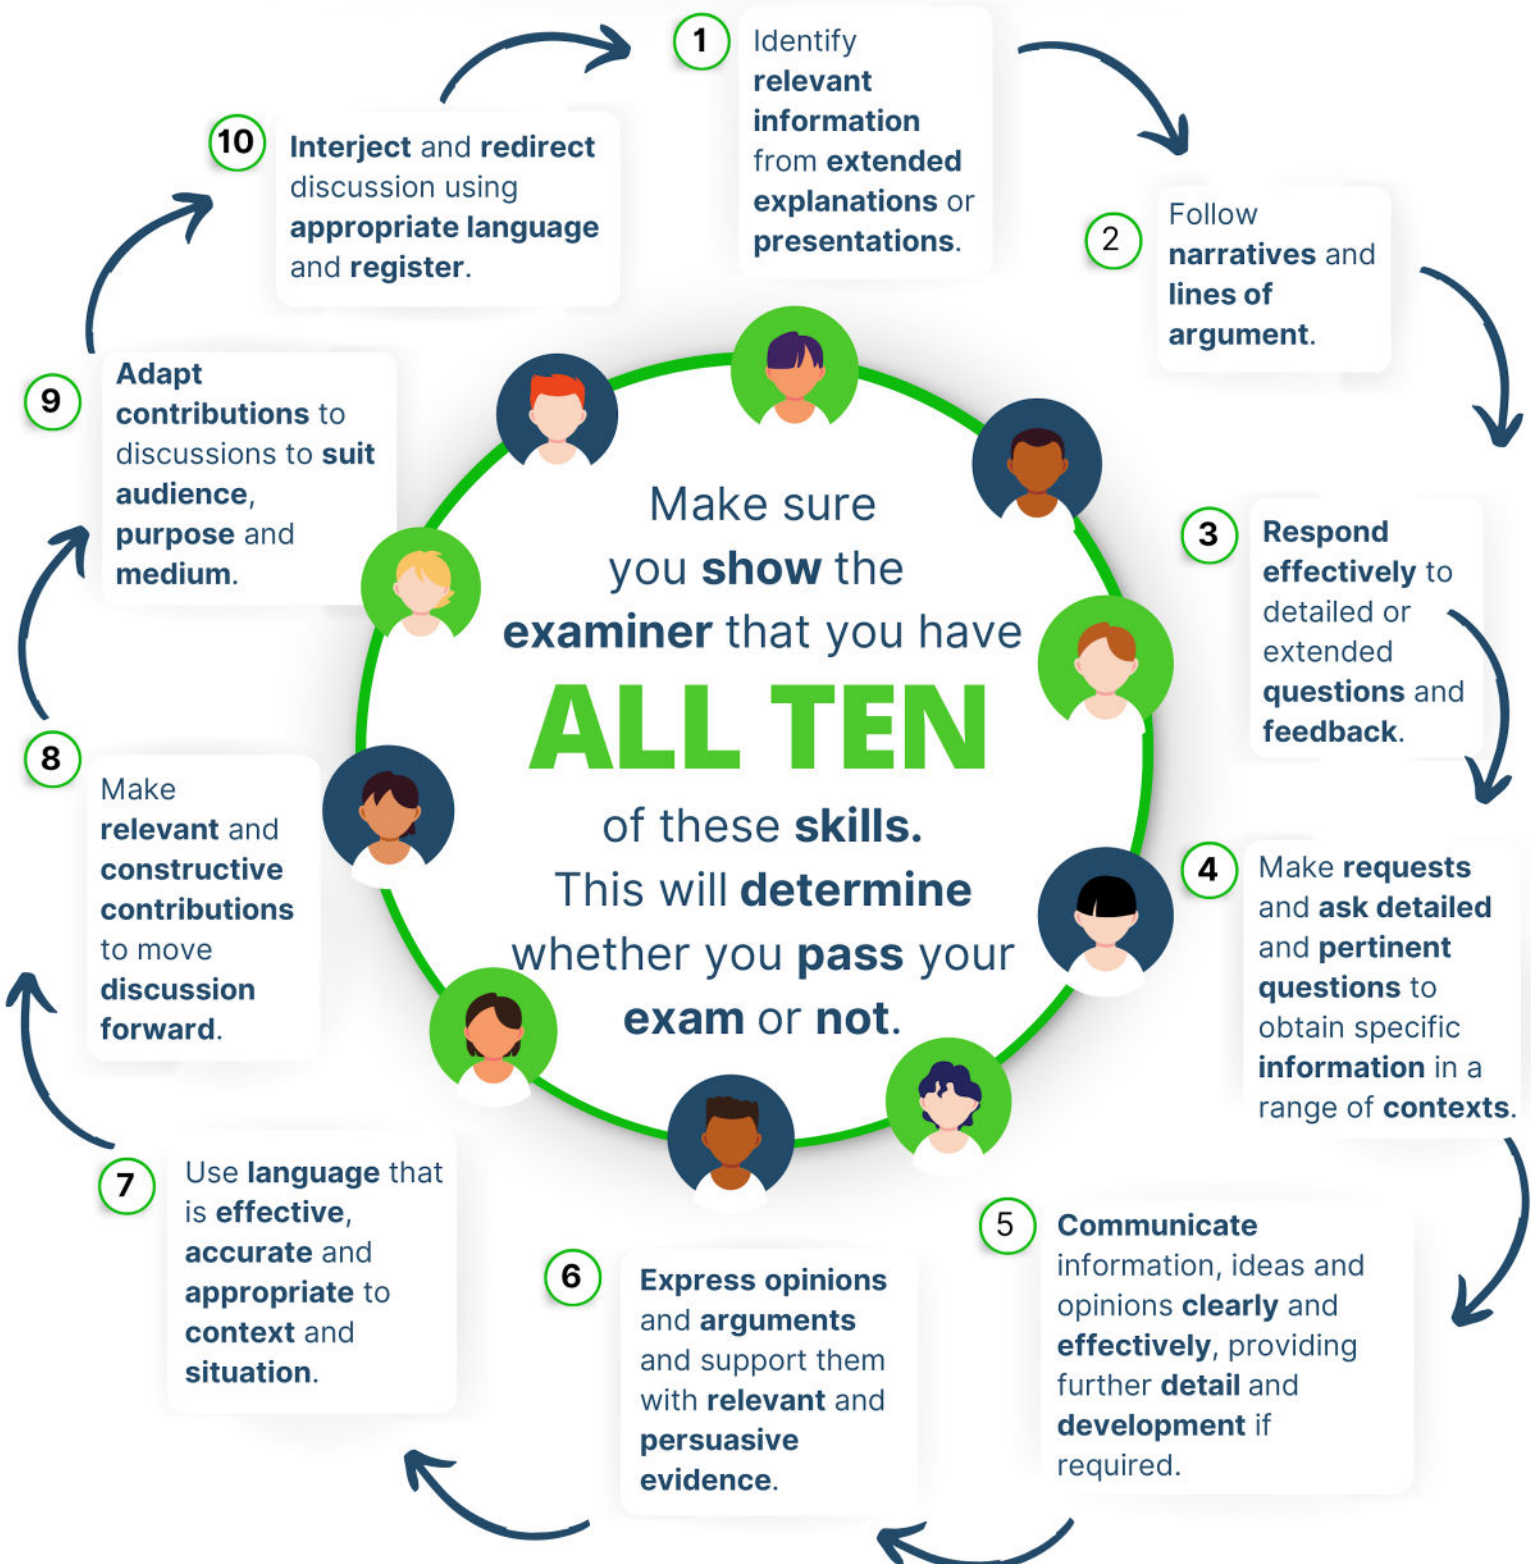 1
Identify
relevant
information
from extended
explanations or
presentations.
2
Follow
narratives and
lines of
argument.
3
Respond
effectively to
detailed or
extended
questions and
feedback.
4
Make requests
and ask detailed
and pertinent
questions to
obtain specific
information in a
range of contexts.
5
Communicate
information, ideas and
opinions clearly and
effectively, providing
further detail and
development if
required.
6
Express opinions
and arguments
and support them
with relevant and
persuasive
evidence.
7
Use language that
is effective,
accurate and
appropriate to
context and
situation.
8
Make
relevant and
constructive
contributions
to move
discussion
forward.
9
Adapt
contributions to
discussions to suit
audience,
purpose and
medium.
10
Interject and redirect
discussion using
appropriate language
and register.
Make sure
you show the
examiner that you have
ALL TEN
of these skills.
This will determine
whether you pass your
exam or not.